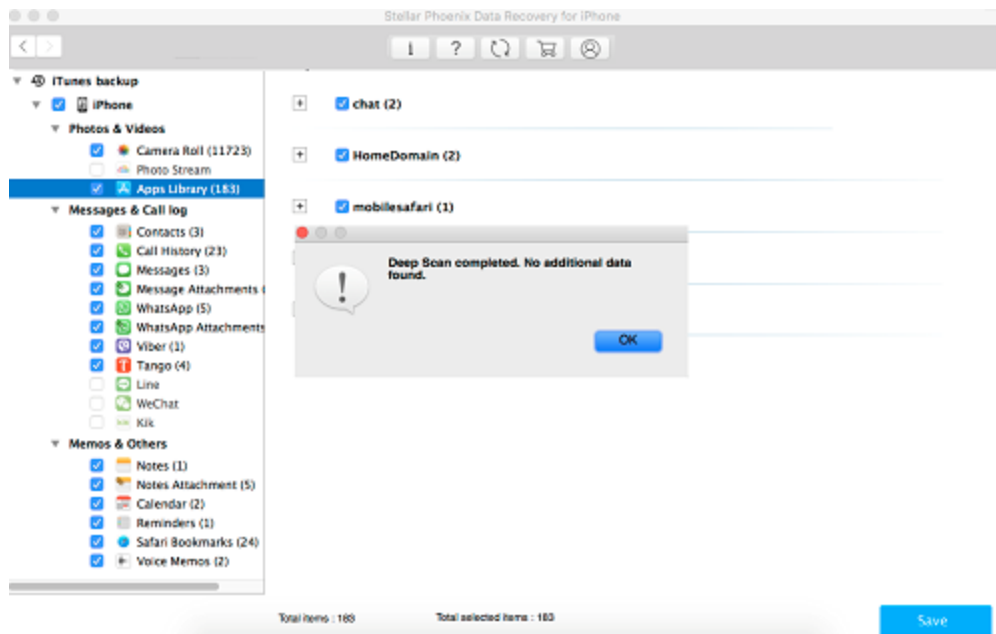 Stellar Phoenix Data Recovery for iPhone
i ?
iTunes backup
iPhone
Photos & Videos
Camera Roll (11723)
Photo Stream
Apps Library (183)
Messages & Call log
Contacts (3)
Call History (23)
Messages (3)
Message Attachments (
WhatsApp (5)
WhatsApp Attachments
Viber (1)
Tango (4)
Line
WeChat
Kik
Memos & Others
Notes (1)
Notes Attachment (5)
Calendar (2)
Reminders (1)
Safari Bookmarks (24)
Voice Memos (2)
chat (2)
HomeDomain (2)
mobilesafari (1)
Deep Scan completed. No additional data
found.
OK
Total items : 183
Total selected items : 183
Save